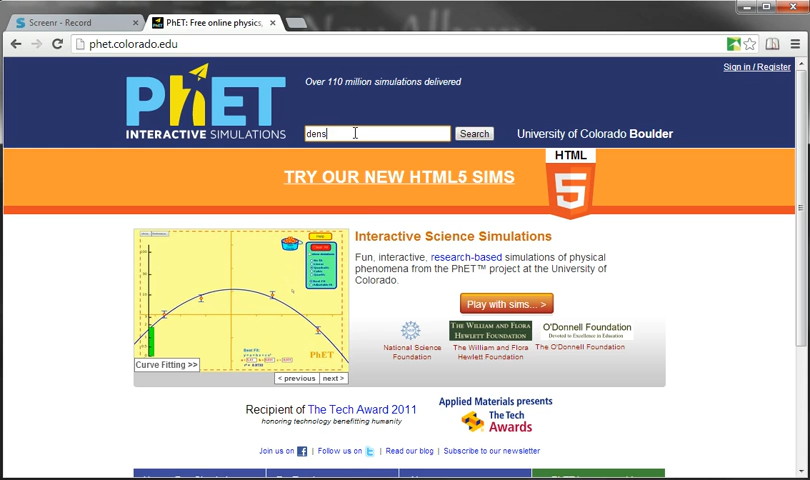 Screenr - Record
PhET: Free online physics,
phet.colorado.edu
Sign in / Register
PhET
INTERACTIVE SIMULATIONS
Over 110 million simulations delivered
dens
Search
University of Colorado Boulder
TRY OUR NEW HTML5 SIMS
HTML
5
Interactive Science Simulations
Fun, interactive, research-based simulations of physical
phenomena from the PhET™ project at the University of
Colorado.
Play with sims... >
PhET
Curve Fitting >>
< previous
next >
National Science
Foundation
THE WILLIAM AND FLORA
HEWLETT FOUNDATION
The William and Flora
Hewlett Foundation
O'Donnell Foundation
Devoted to Excellence in Education
The O'Donnell Foundation
Recipient of The Tech Award 2011
honoring technology benefitting humanity
Applied Materials presents
The Tech
Awards
Join us on | Follow us on | Read our blog | Subscribe to our newsletter